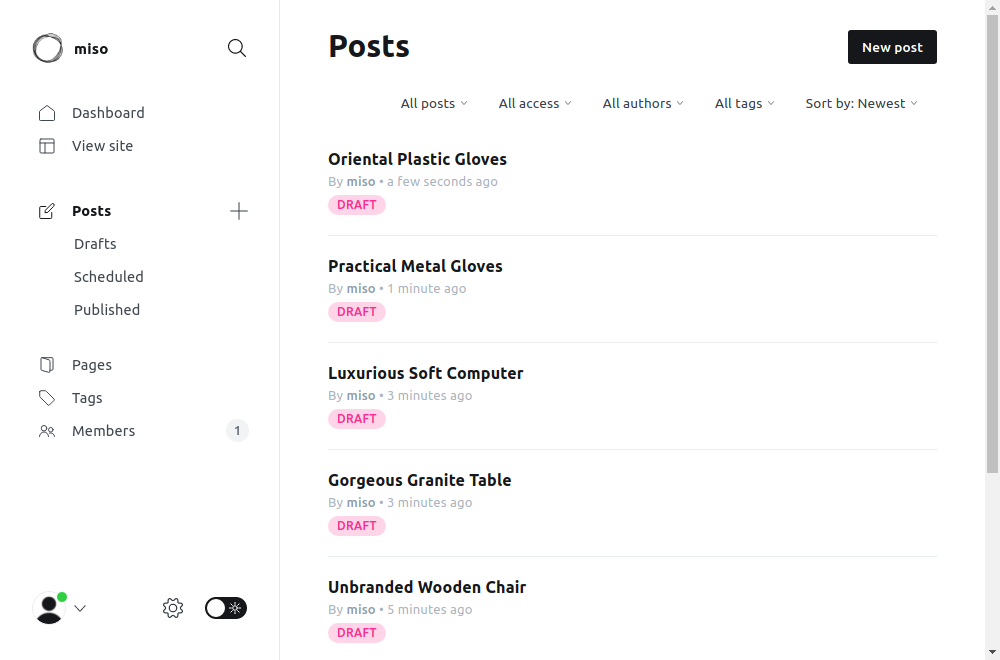 miso
Dashboard
View site
Posts
Drafts
Scheduled
Published
Pages
Tags
Members
1
Posts
New post
All posts
All access
All authors
All tags
Sort by: Newest
Oriental Plastic Gloves
By miso • a few seconds ago
DRAFT
Practical Metal Gloves
By miso • 1 minute ago
DRAFT
Luxurious Soft Computer
By miso • 3 minutes ago
DRAFT
Gorgeous Granite Table
By miso • 3 minutes ago
DRAFT
Unbranded Wooden Chair
By miso • 5 minutes ago
DRAFT